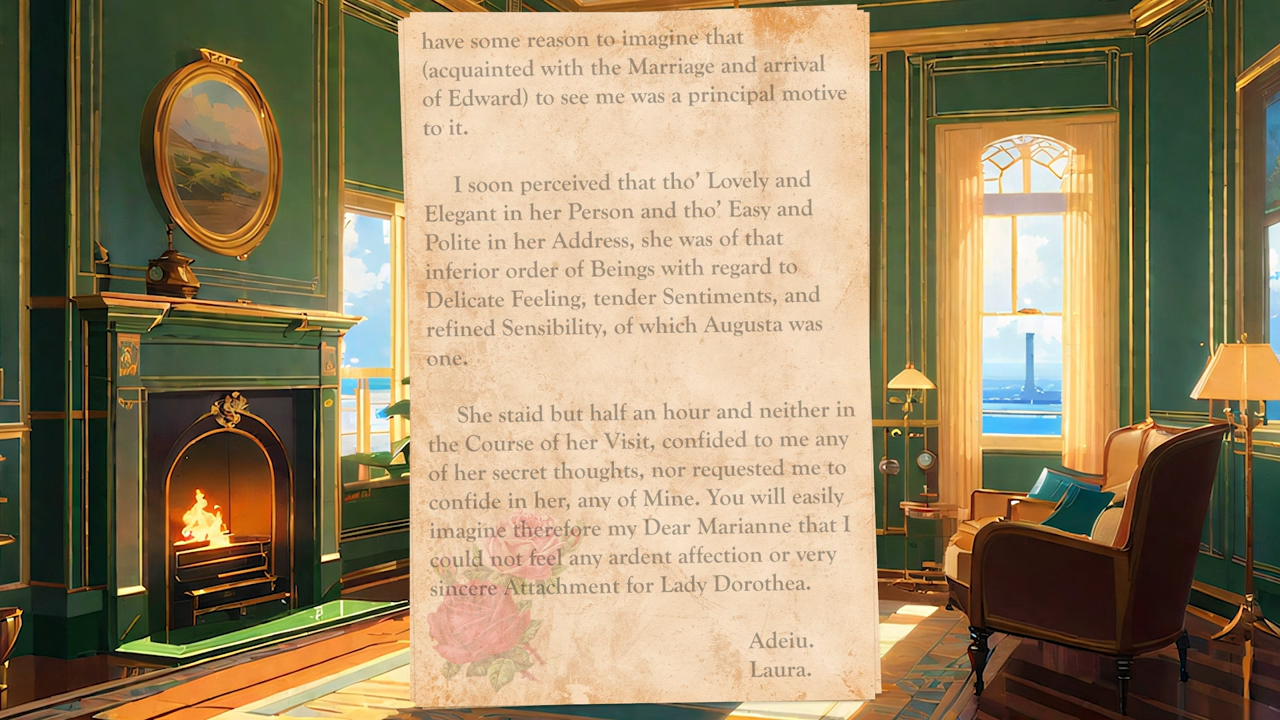 have some reason to imagine that
(acquainted with the Marriage and arrival
of Edward) to see me was a principal motive
to it.
I soon perceived that tho’ Lovely and
Elegant in her Person and tho’ Easy and
Polite in her Address, she was of that
inferior order of Beings with regard to
Delicate Feeling, tender Sentiments, and
refined Sensibility, of which Augusta was
one.
She staid but half an hour and neither in
the Course of her Visit, confided to me any
of her secret thoughts, nor requested me to
confide in her, any of Mine. You will easily
imagine therefore my Dear Marianne that I
could not feel any ardent affection or very
sincere Attachment for Lady Dorothea.
Adeiu.
Laura.